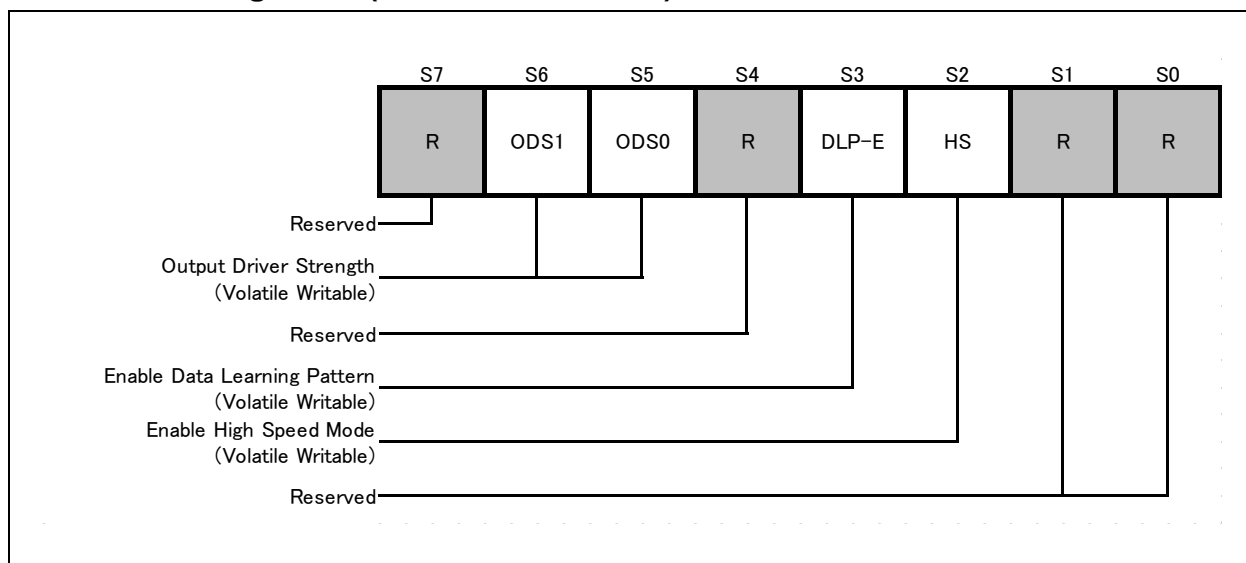 S7 S6 S5 S4 S3 S2 S1 S0
R ODS1 ODS0 R DLP-E HS R R
Reserved
Output Driver Strength
(Volatile Writable)
Reserved
Enable Data Learning Pattern
(Volatile Writable)
Enable High Speed Mode
(Volatile Writable)
Reserved